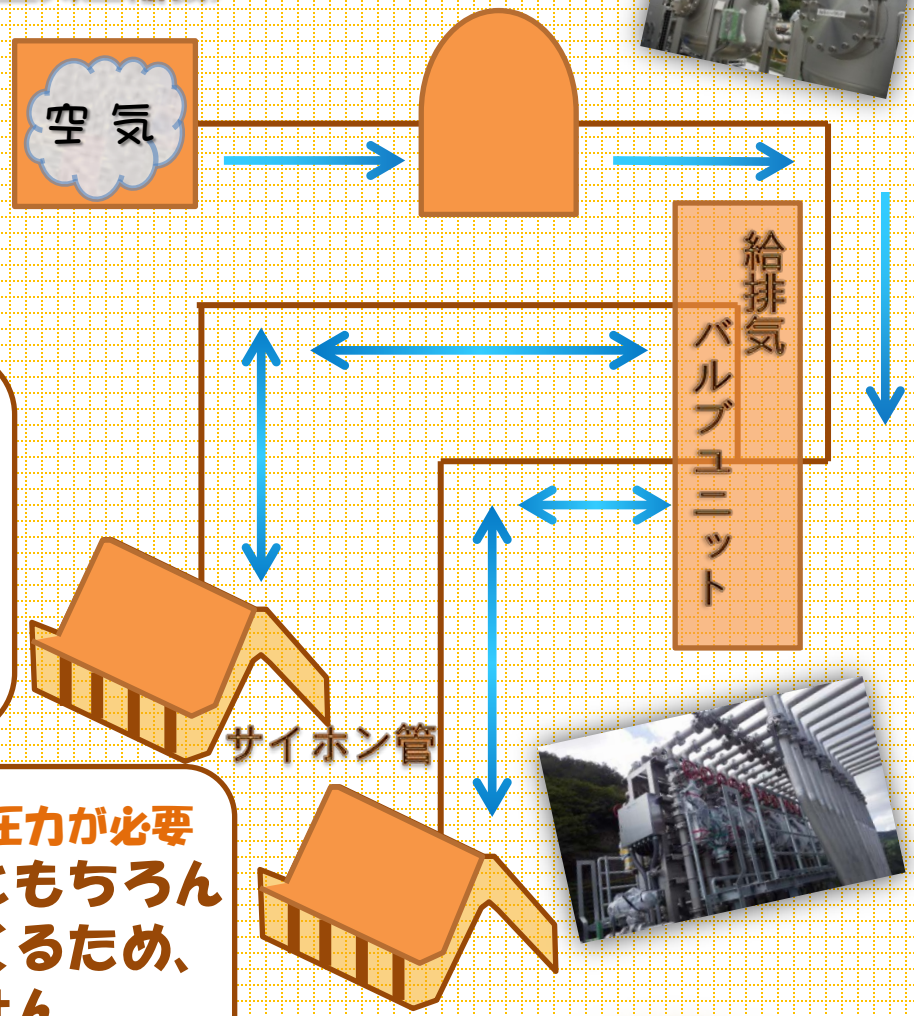 空 気
給排気
バルブユニット
サイホン管
圧力が必要
もちろん
くるため、